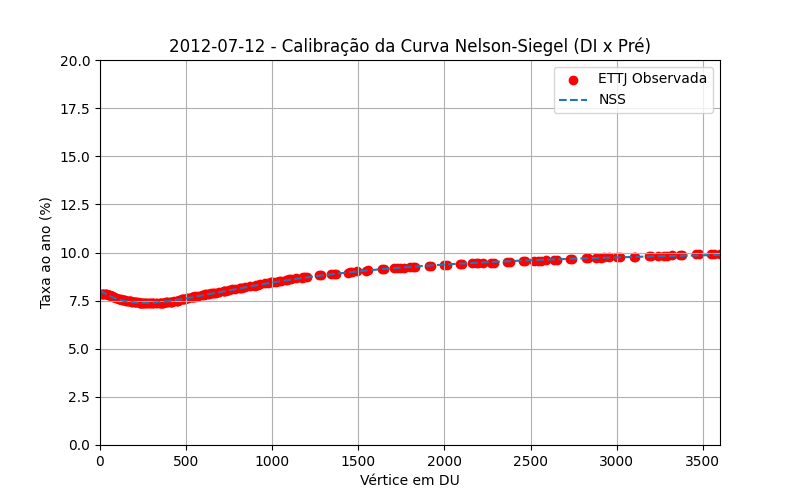 2012-07-12 - Calibração da Curva Nelson-Siegel (DI x Pré)
ETTJ Observada
NSS
Taxa ao ano (%)
20.0
17.5
15.0
12.5
10.0
7.5
5.0
2.5
0.0
0 500 1000 1500 2000 2500 3000 3500
Vértice em DU